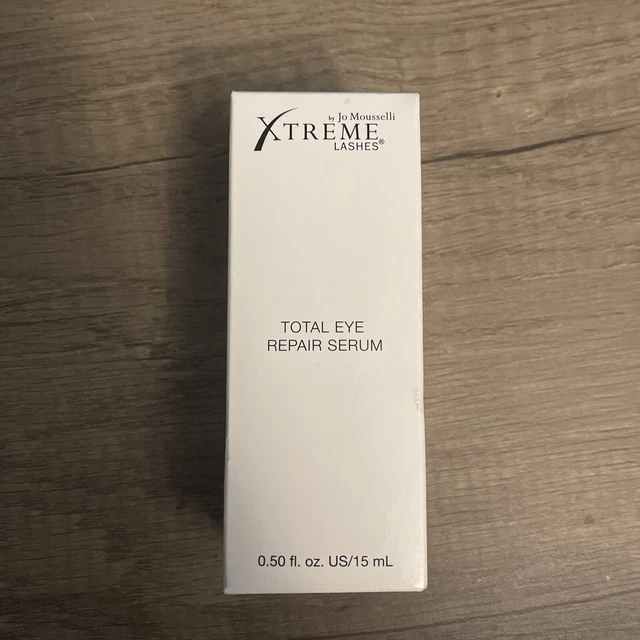 by Jo Mousselli
XTREME
LASHES®
TOTAL EYE
REPAIR SERUM
0.50 fl. oz. US/15 mL